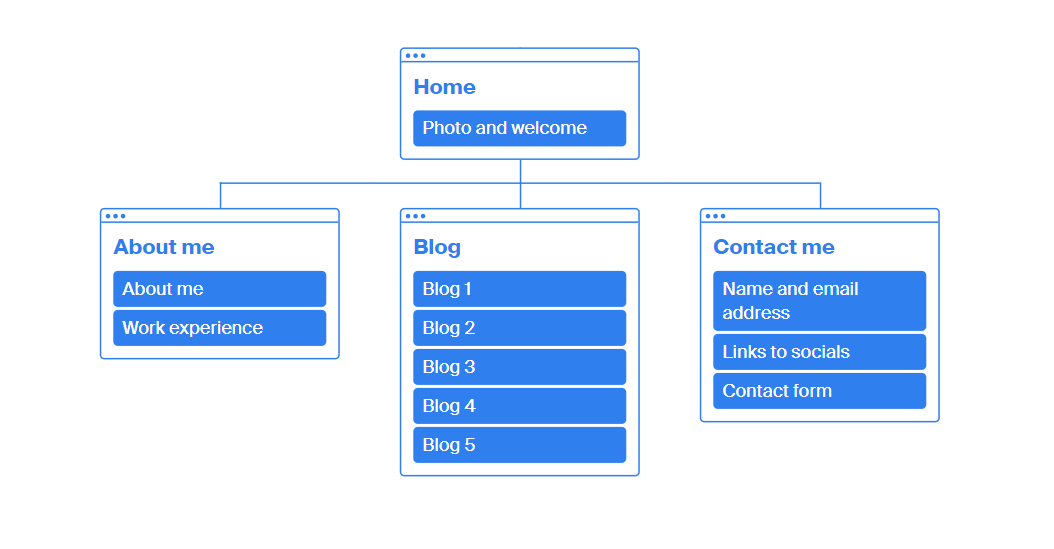 Home
Photo and welcome
About me
About me
Work experience
Blog
Blog 1
Blog 2
Blog 3
Blog 4
Blog 5
Contact me
Name and email
address
Links to socials
Contact form